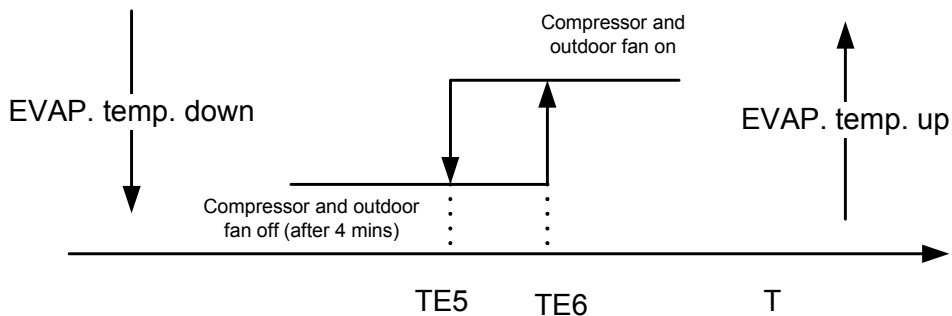 Compressor and
outdoor fan on
EVAP. temp. down
EVAP. temp. up
Compressor and outdoor
fan off (after 4 mins)
TE5
TE6
T